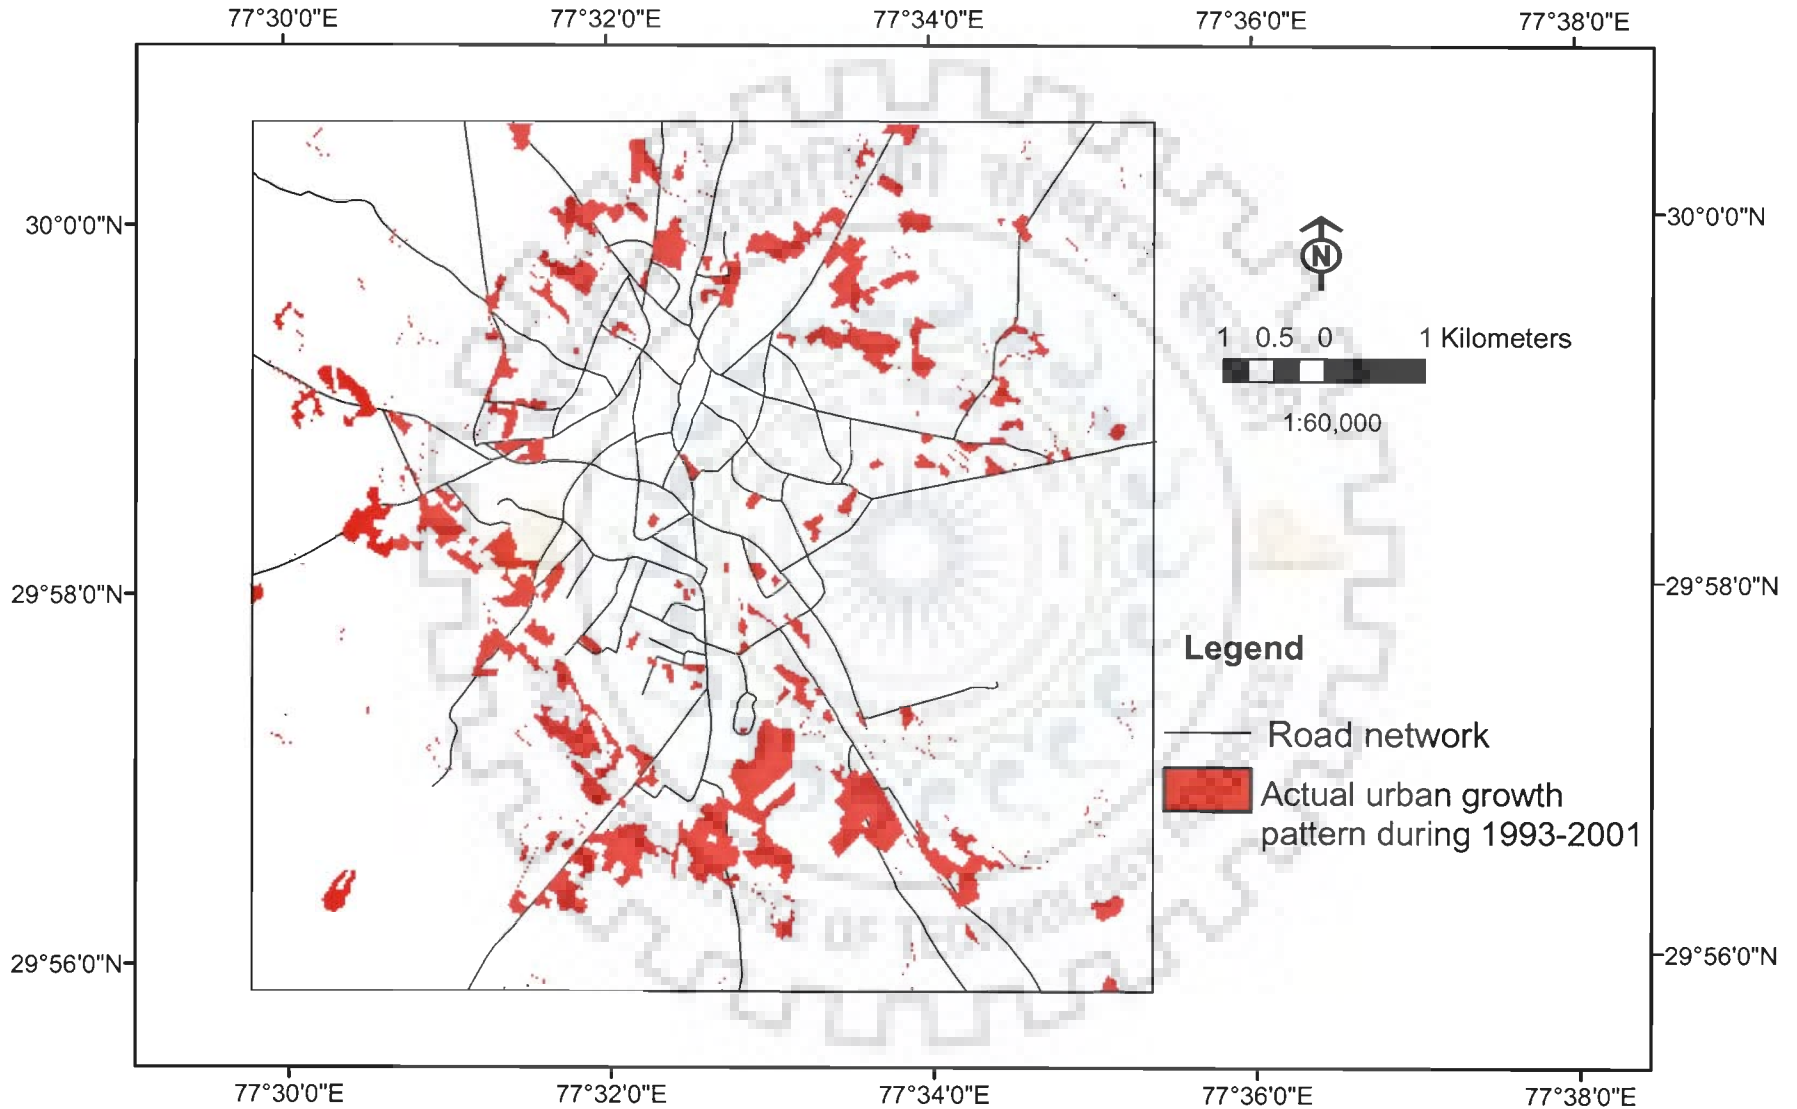 77°30'0"E 77°32'0"E 77°34'0"E 77°36'0"E 77°38'0"E
30°0'0"N 30°0'0"N
N
1 0.5 0 1 Kilometers
1:60,000
29°58'0"N 29°58'0"N
Legend
Road network
Actual urban growth
pattern during 1993-2001
29°56'0"N 29°56'0"N
77°30'0"E 77°32'0"E 77°34'0"E 77°36'0"E 77°38'0"E